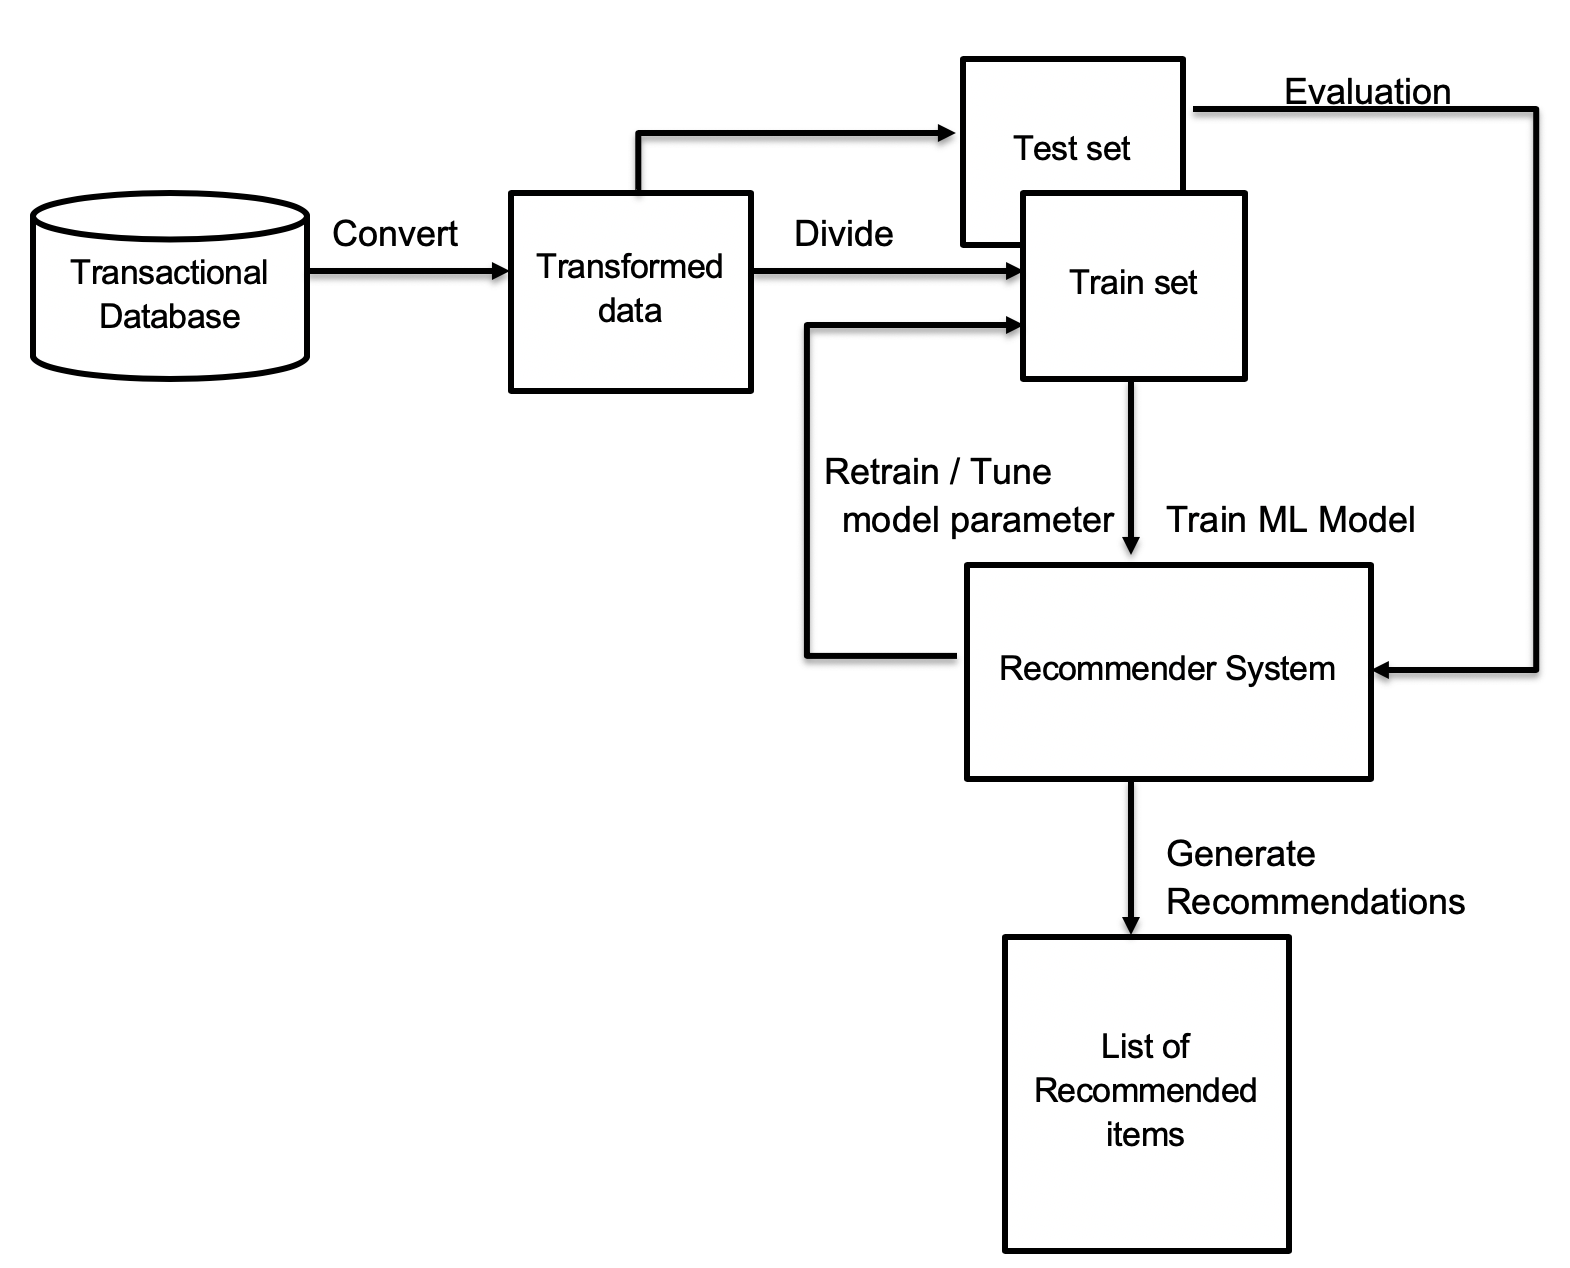 Evaluation
Test set
Convert
Divide
Transactional
Database
Transformed
data
Train set
Retrain / Tune
model parameter
Train ML Model
Recommender System
Generate
Recommendations
List of
Recommended
items